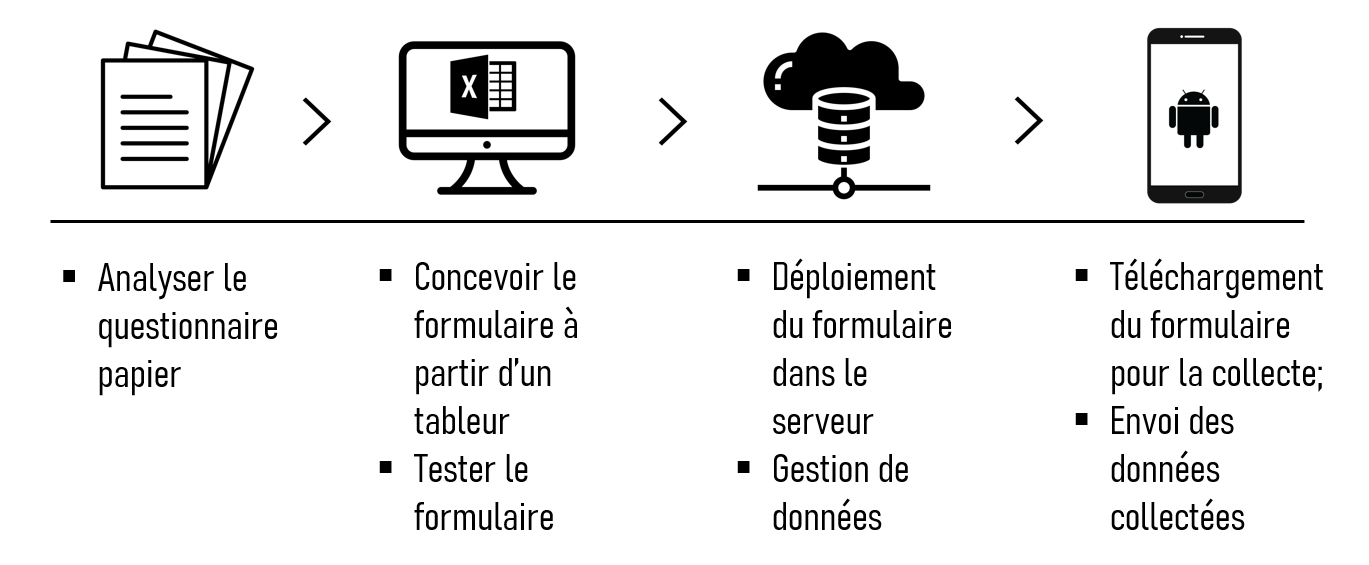 X
Analyser le
questionnaire
papier
Concevoir le
formulaire à
partir d'un
tableur
Tester le
formulaire
Déploiement
du formulaire
dans le
serveur
Gestion de
données
Téléchargement
du formulaire
pour la collecte;
Envoi des
données
collectées